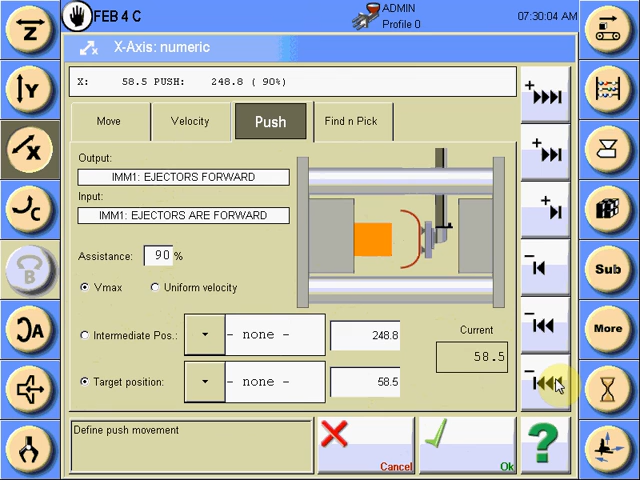 FEB 4 C
ADMIN
Profile 0
07:30:04 AM
X-Axis: numeric
X: 58.5 PUSH: 248.8 ( 90%)
Move
Velocity
Push
Find n Pick
Output:
IMM1: EJECTORS FORWARD
Input:
IMM1: EJECTORS ARE FORWARD
Assistance:
90 %
Vmax
Uniform velocity
Intermediate Pos.:
- none -
248.8
Current
58.5
Target position:
- none -
58.5
Define push movement
Cancel
Ok
?
Z
Y
X
C
B
A
Sub
More